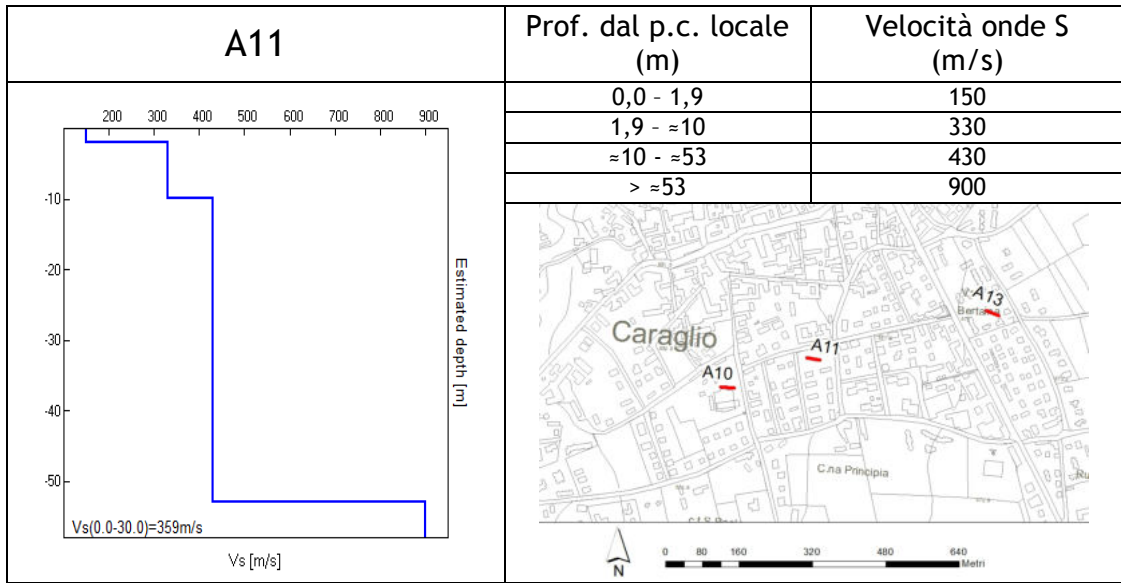 A11
Prof. dal p.c. locale
(m)
Velocità onde S
(m/s)
0,0 – 1,9
150
1,9 – ≈10
330
≈10 - ≈53
430
> ≈53
900
200 300 400 500 600 700 800 900
-10
-20
-30
-40
-50
Estimated depth [m]
Vs(0.0-30.0)=359m/s
Vs [m/s]
Caraglio
A10
A11
A13
C.na Principia
N
0 80 160 320 480 640
Metri